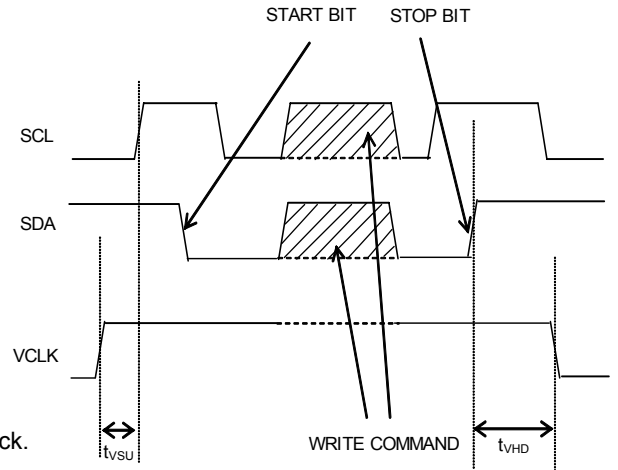 START BIT STOP BIT
SCL
SDA
VCLK
ck.
tVSU WRITE COMMAND tVHD